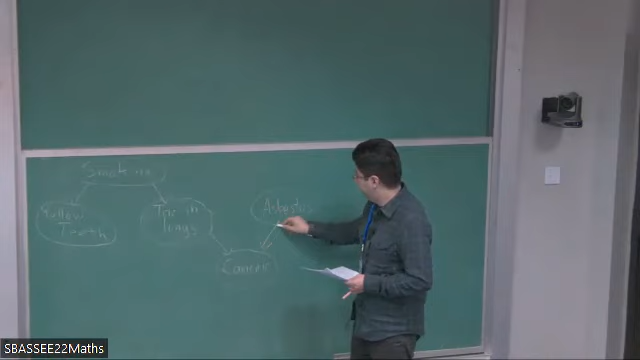 Smoking
Yellow
Teeth
Tar in
lungs
Asbestos
Cancer
SBASSEE22Maths